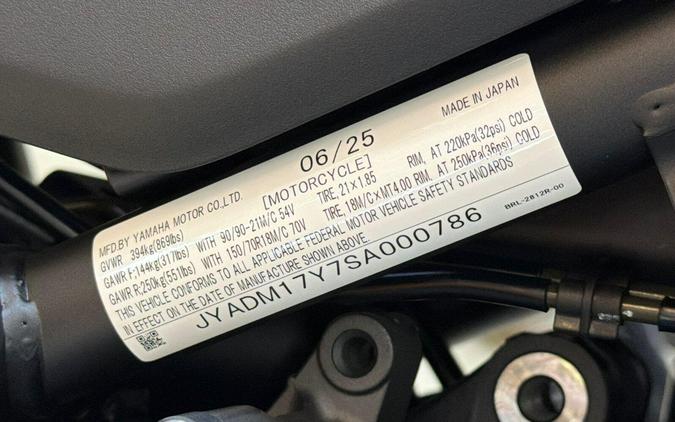 06/25
MADE IN JAPAN
MFD.BY YAMAHA MOTOR CO.LTD. [MOTORCYCLE]
GVWR 394kg(869lbs)
GAWR F:144kg(317lbs) WITH 90/90-21M/C 54V TIRE, 21×1.85 RIM, AT 220kPa(32psi) COLD
GAWR R:250kg(551lbs) WITH 150/70R18M/C 70V TIRE, 18M/C×MT4.00 RIM, AT 250kPa(36psi) COLD
THIS VEHICLE CONFORMS TO ALL APPLICABLE FEDERAL MOTOR VEHICLE SAFETY STANDARDS
IN EFFECT ON THE DATE OF MANUFACTURE SHOWN ABOVE.
BRL-2812R-00
JYADM17Y7SA000786